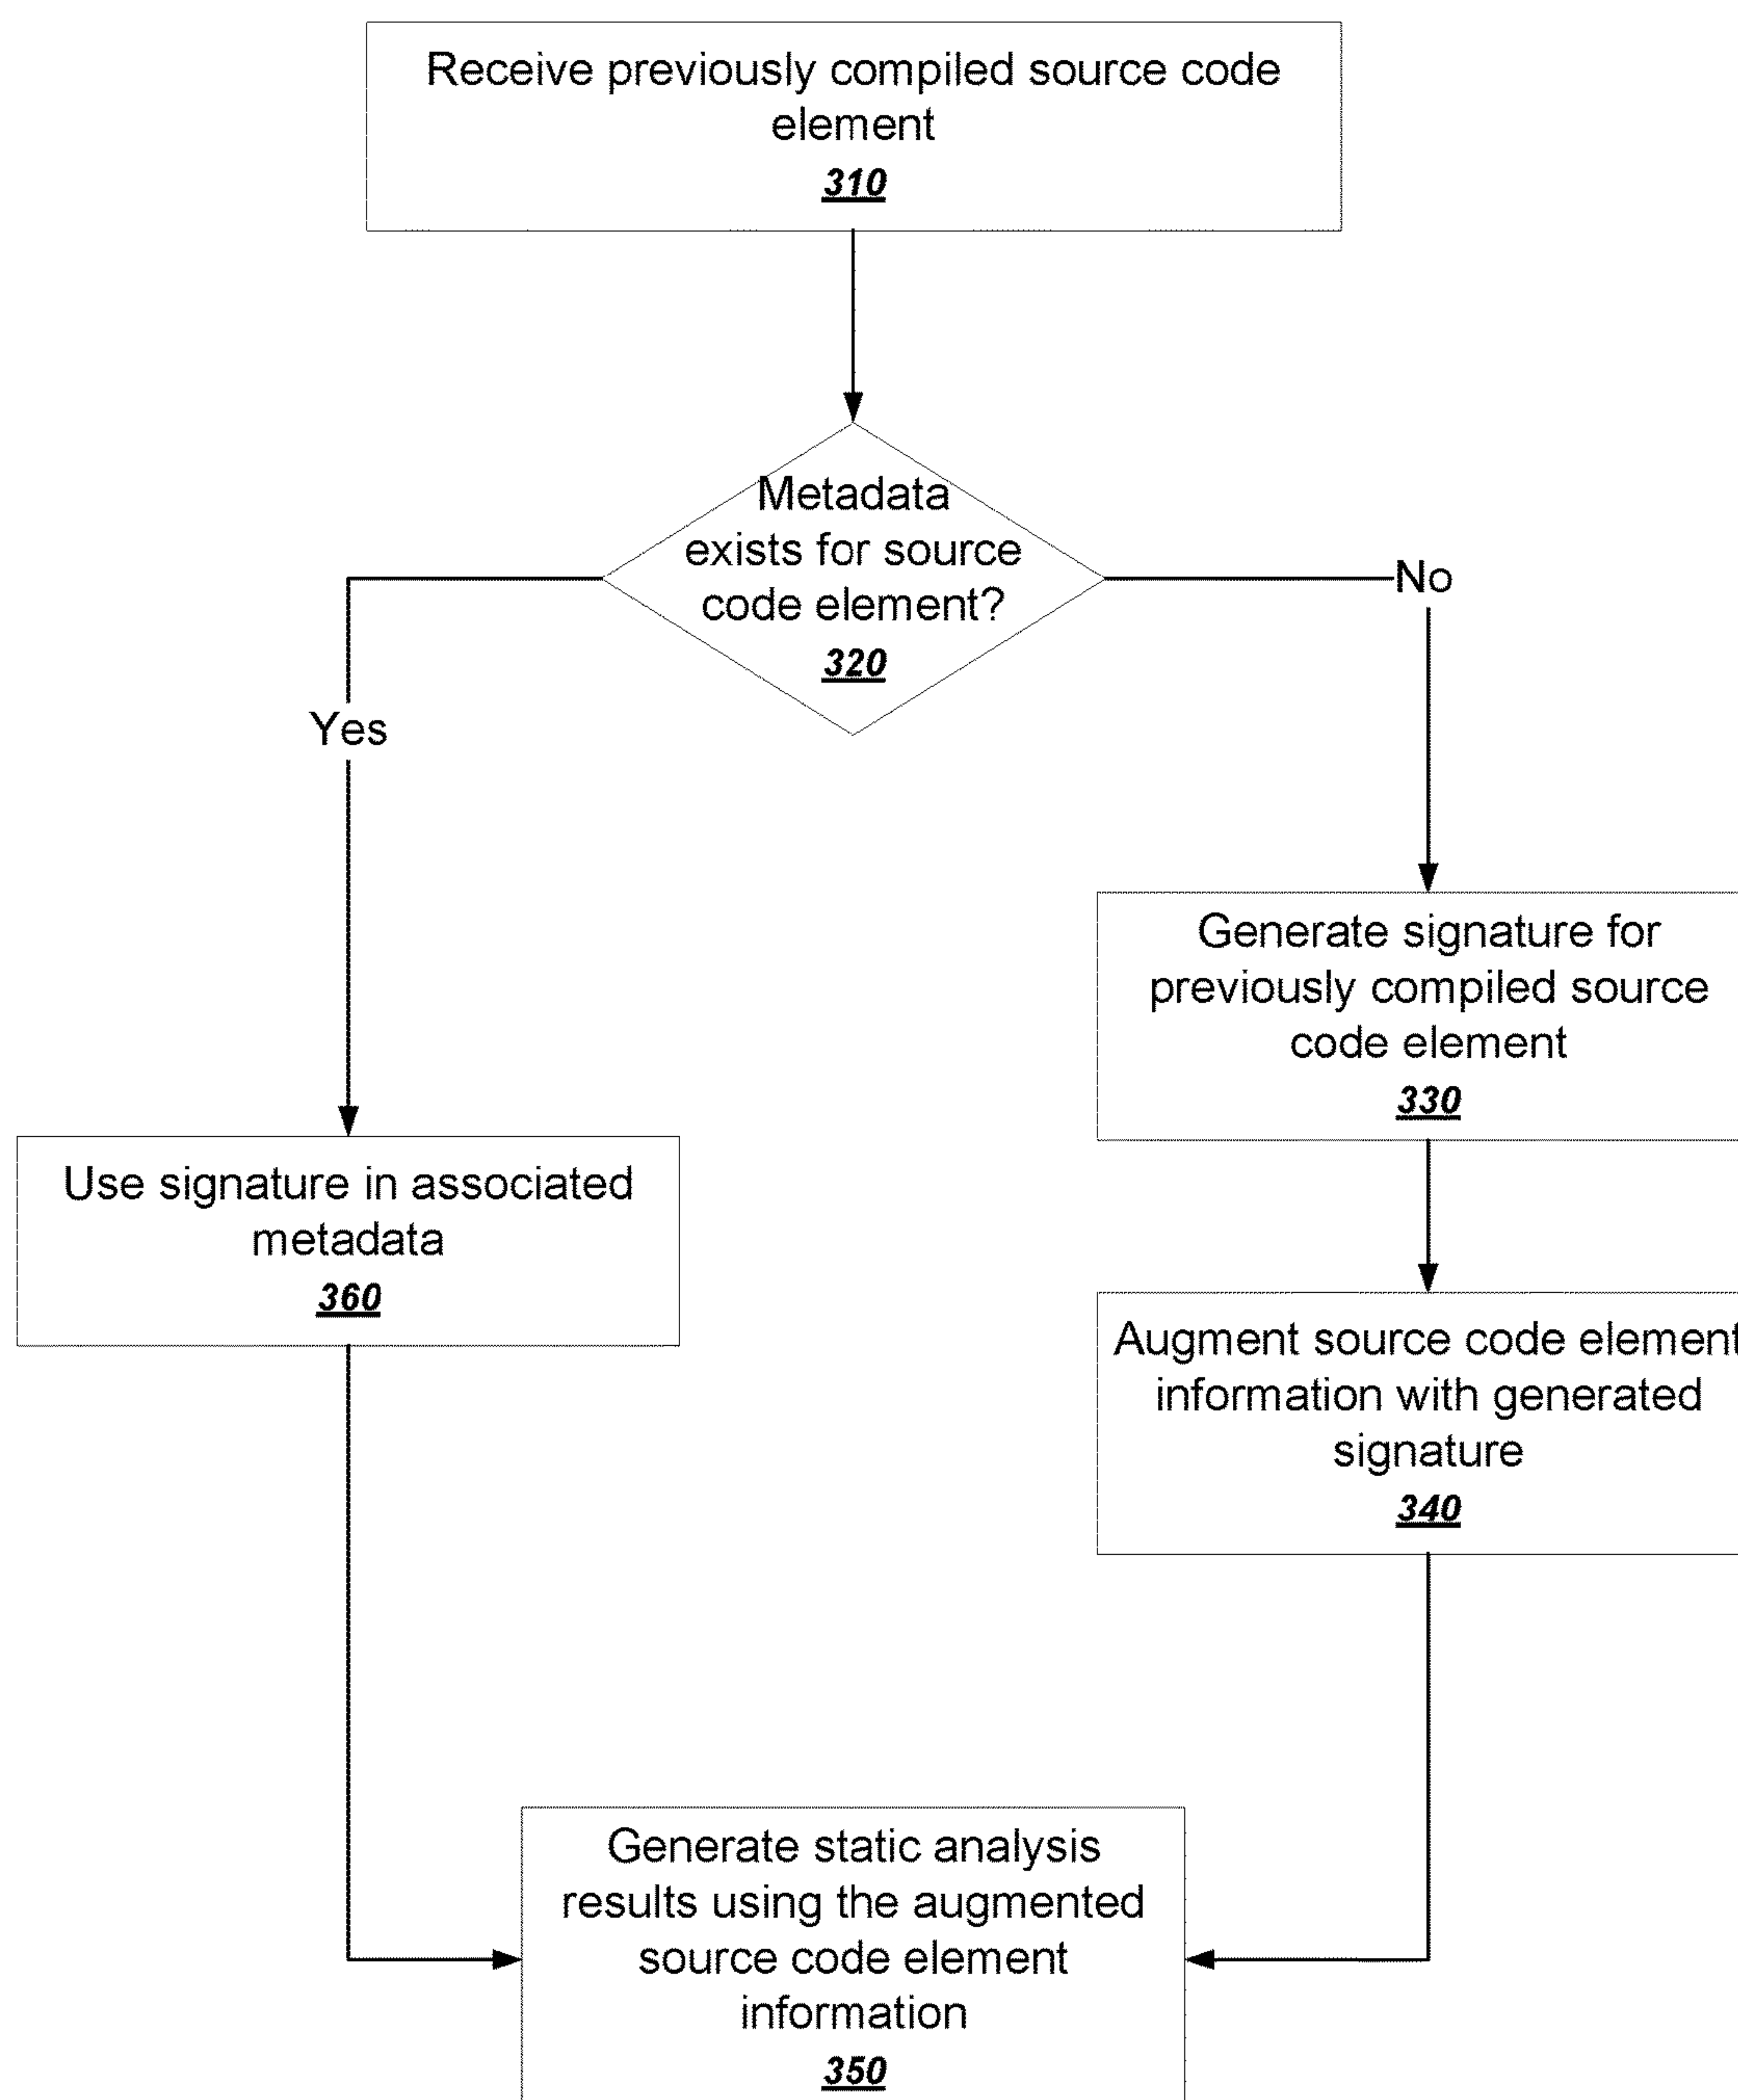 Receive previously compiled source code
element
310
Metadata
exists for source
code element?
320
No
Yes
Generate signature for
previously compiled source
code element
330
Use signature in associated
metadata
360
Augment source code element
information with generated
signature
340
Generate static analysis
results using the augmented
source code element
information
350